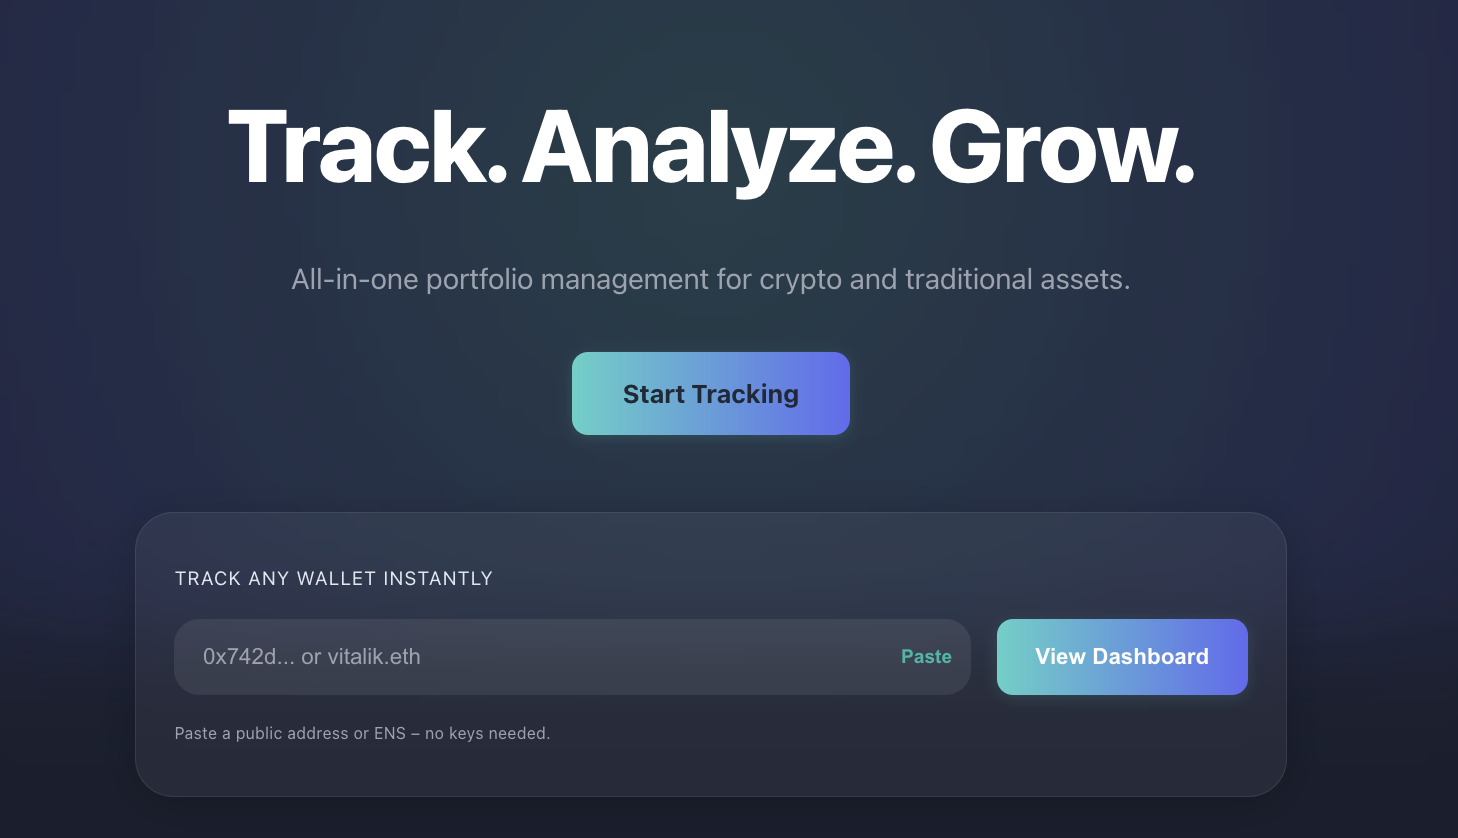 Track. Analyze. Grow.
All-in-one portfolio management for crypto and traditional assets.
Start Tracking
TRACK ANY WALLET INSTANTLY
0x742d... or vitalik.eth
Paste
View Dashboard
Paste a public address or ENS – no keys needed.